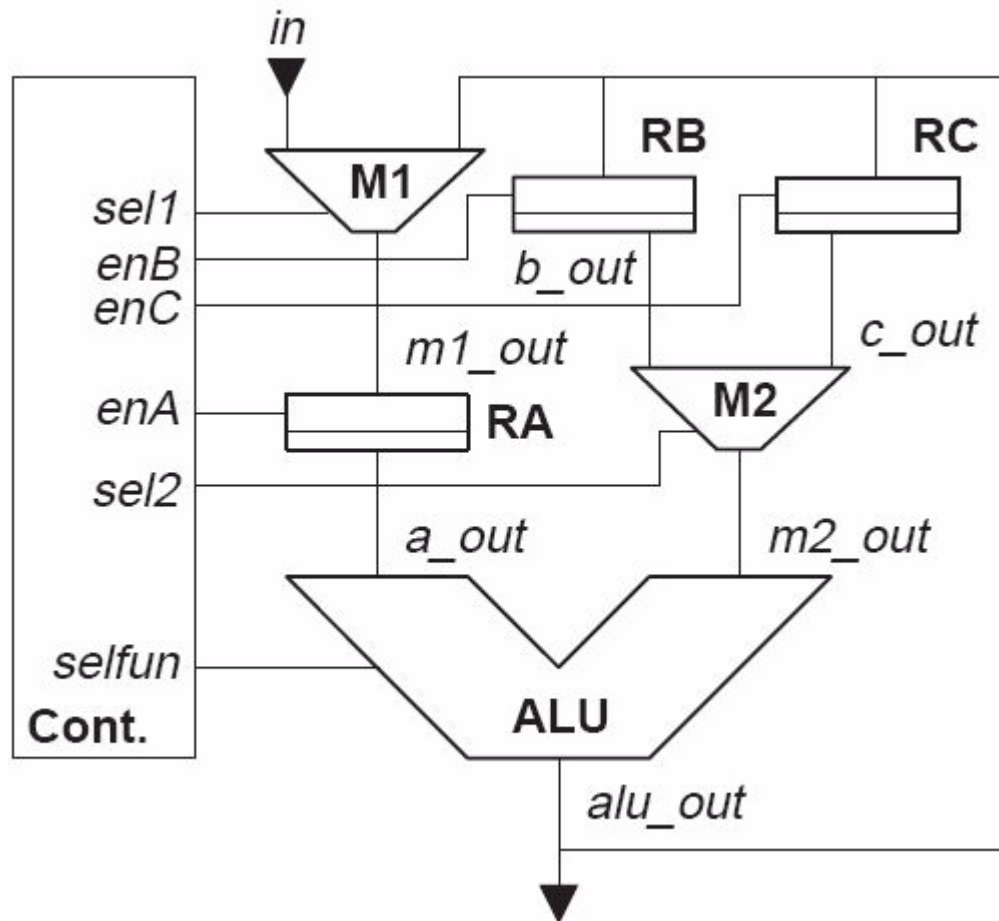 in
RB
RC
M1
sel1
enB
b_out
enC
c_out
m1_out
M2
enA
RA
sel2
a_out
m2_out
selfun
ALU
Cont.
alu_out